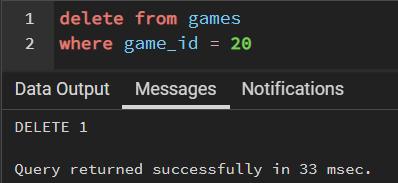 1 delete from games
2 where game_id = 20
Data Output Messages Notifications
DELETE 1
Query returned successfully in 33 msec.